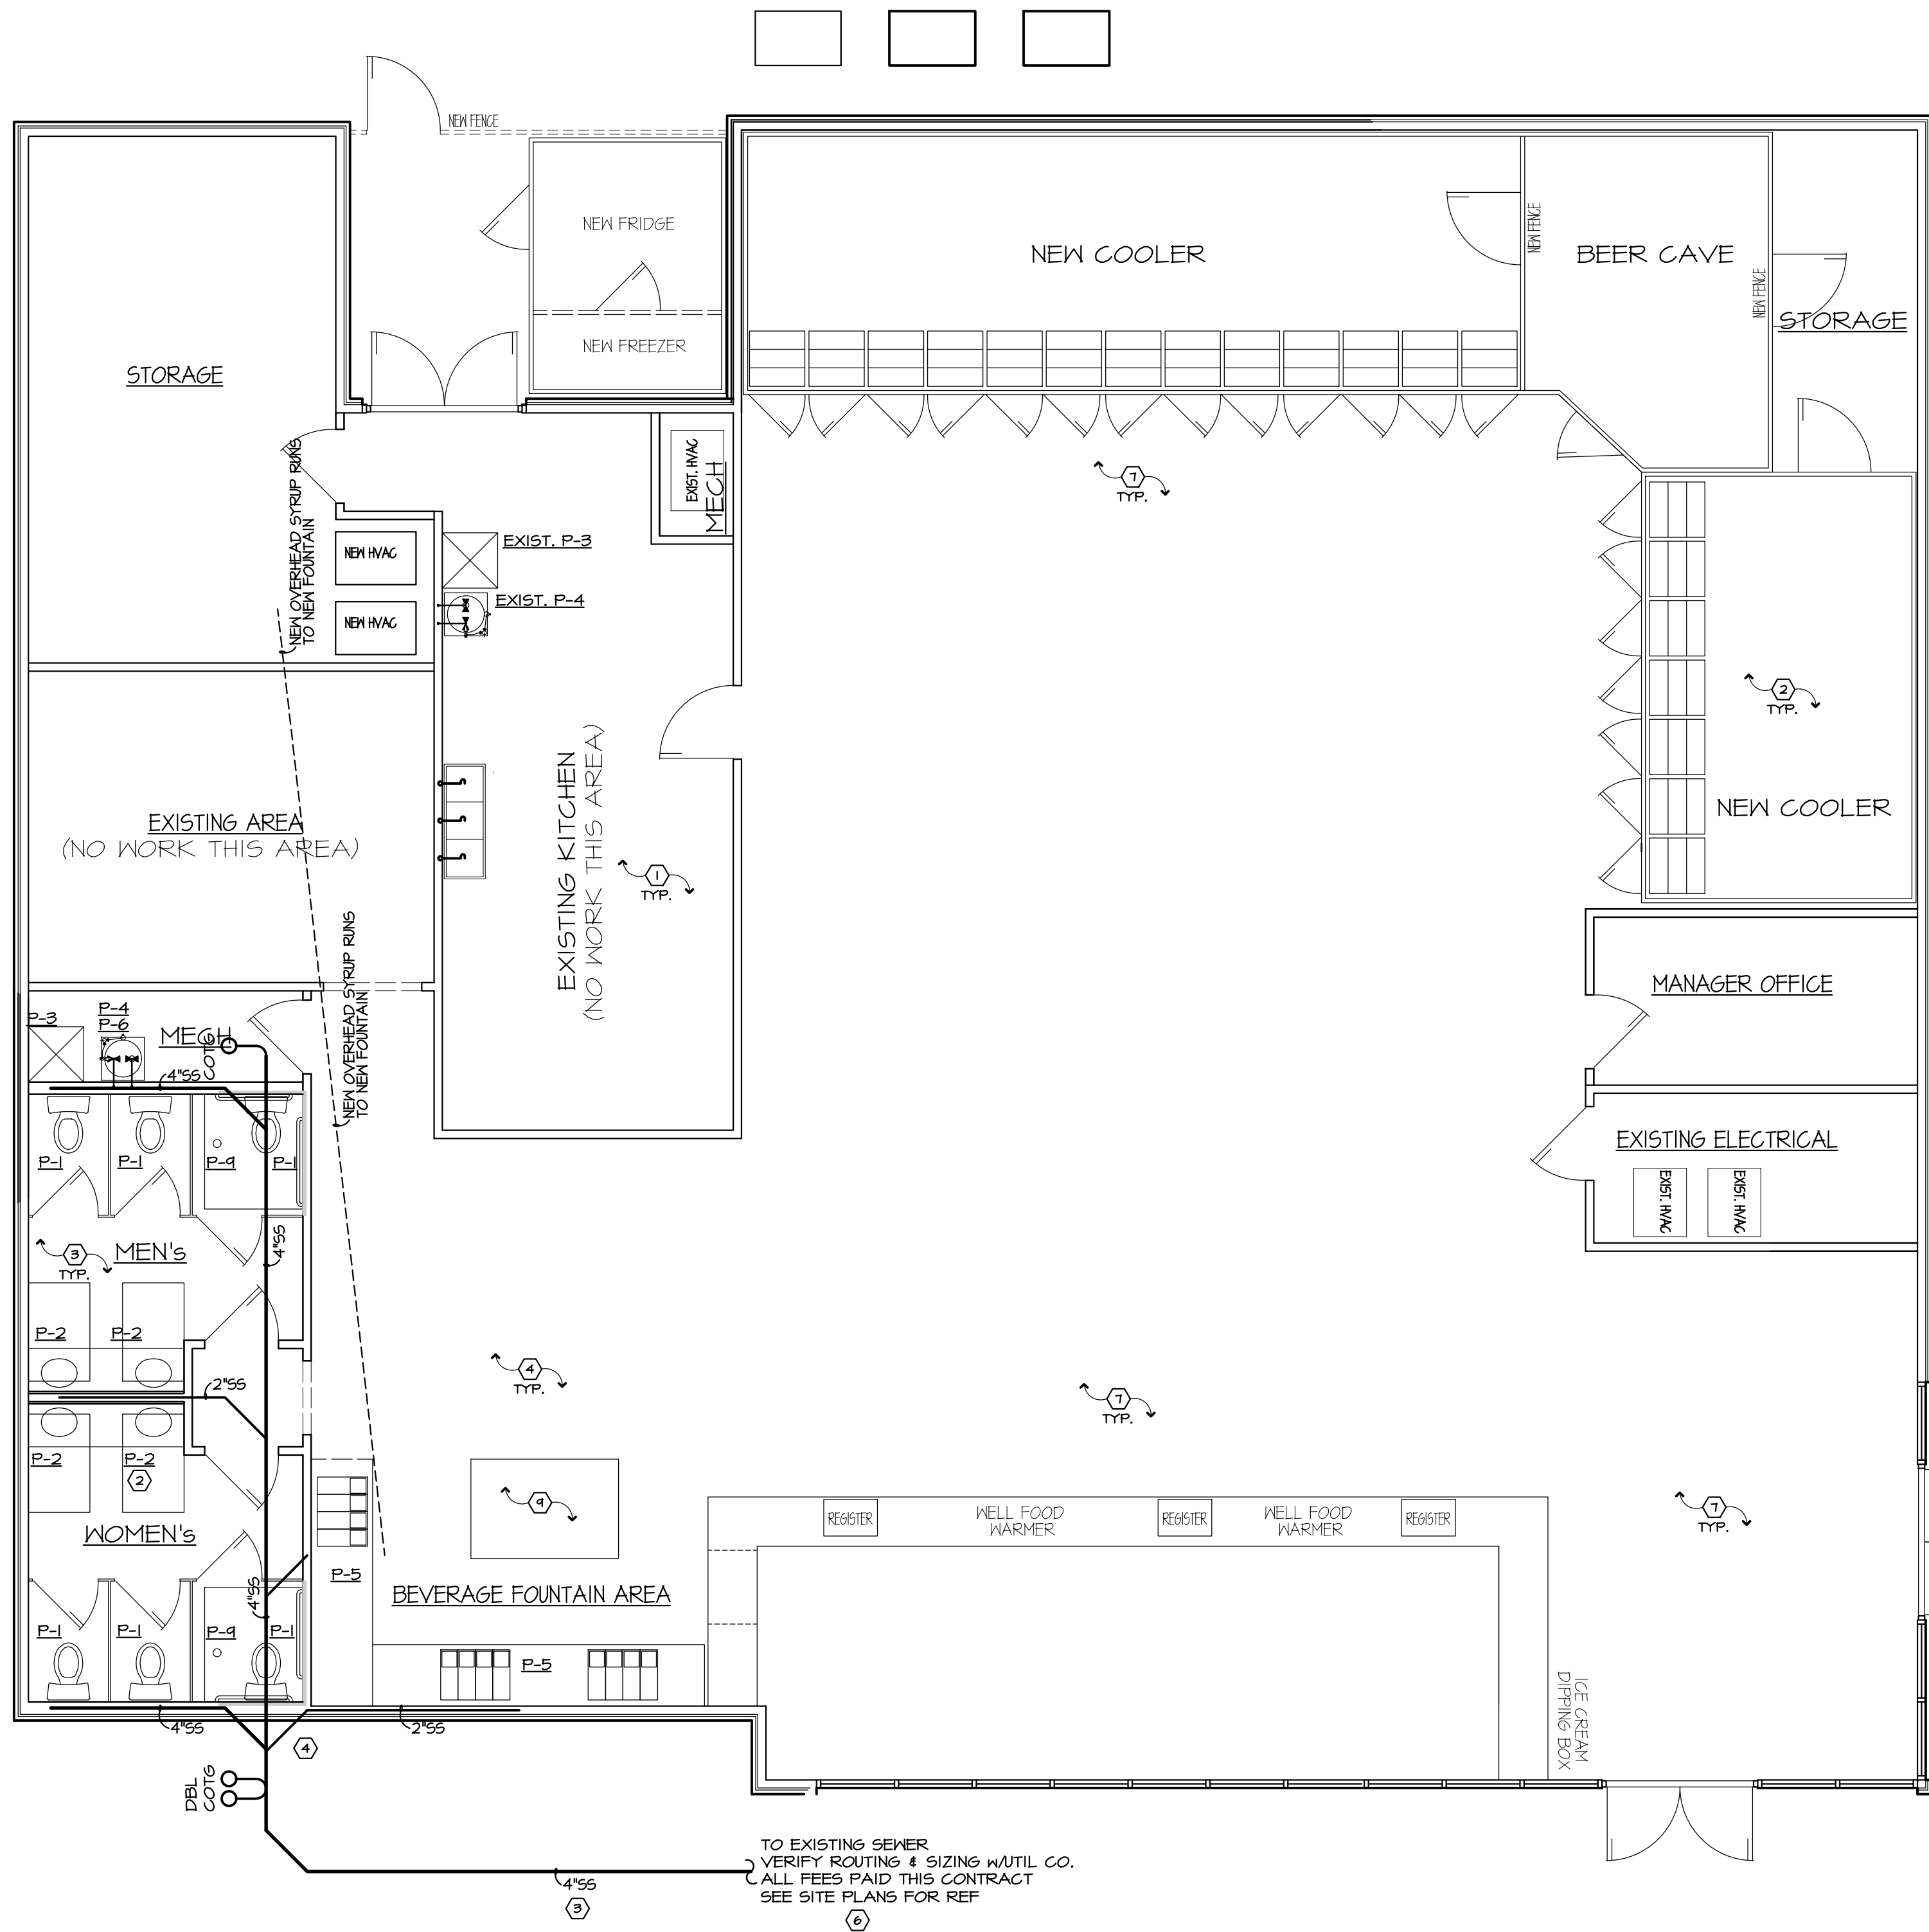 NEW FENCE
NEW FRIDGE
NEW FREEZER
NEW COOLER
NEW FENCE
BEER CAVE
NEW FENCE
STORAGE
STORAGE
EXIST. HVAC
MECH
7
TYP.
NEW OVERHEAD SYRUP RUNS
TO NEW FOUNTAIN
NEW HVAC
NEW HVAC
EXIST. P-3
EXIST. P-4
2
TYP.
NEW COOLER
EXISTING AREA
(NO WORK THIS AREA)
EXISTING KITCHEN
(NO WORK THIS AREA)
1
TYP.
NEW OVERHEAD SYRUP RUNS
TO NEW FOUNTAIN
MANAGER OFFICE
P-3
P-4
P-6
MECH
COTG
4"SS
EXISTING ELECTRICAL
EXIST. HVAC
EXIST. HVAC
P-1
P-1
P-9
P-1
3
TYP.
MEN's
4"SS
P-2
P-2
2"SS
4
TYP.
7
TYP.
P-2
P-2
2
WOMEN's
9
REGISTER
WELL FOOD
WARMER
REGISTER
WELL FOOD
WARMER
REGISTER
7
TYP.
4"SS
P-5
BEVERAGE FOUNTAIN AREA
P-1
P-1
P-9
P-1
P-5
ICE CREAM
DIPPING BOX
4"SS
2"SS
4
DBL
COTG
TO EXISTING SEWER
VERIFY ROUTING & SIZING W/UTIL CO.
ALL FEES PAID THIS CONTRACT
SEE SITE PLANS FOR REF
4"SS
3
6